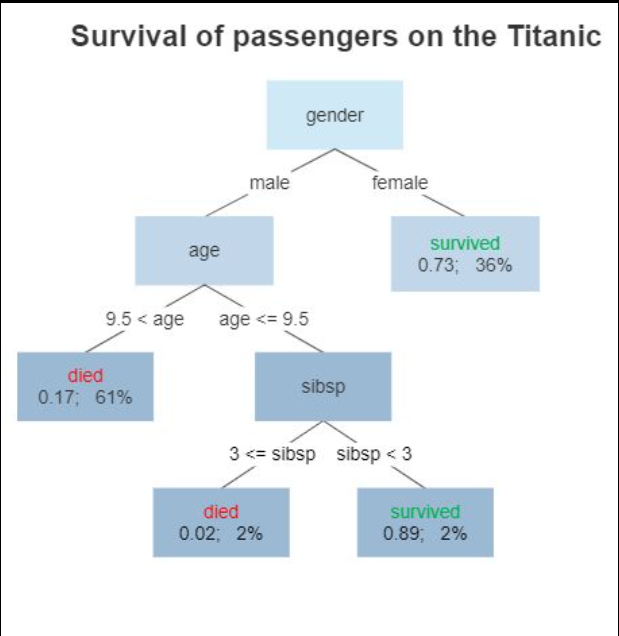 Survival of passengers on the Titanic
gender
male
female
age
survived
0.73; 36%
9.5 < age
age <= 9.5
died
0.17; 61%
sibsp
3 <= sibsp
sibsp < 3
died
0.02; 2%
survived
0.89; 2%